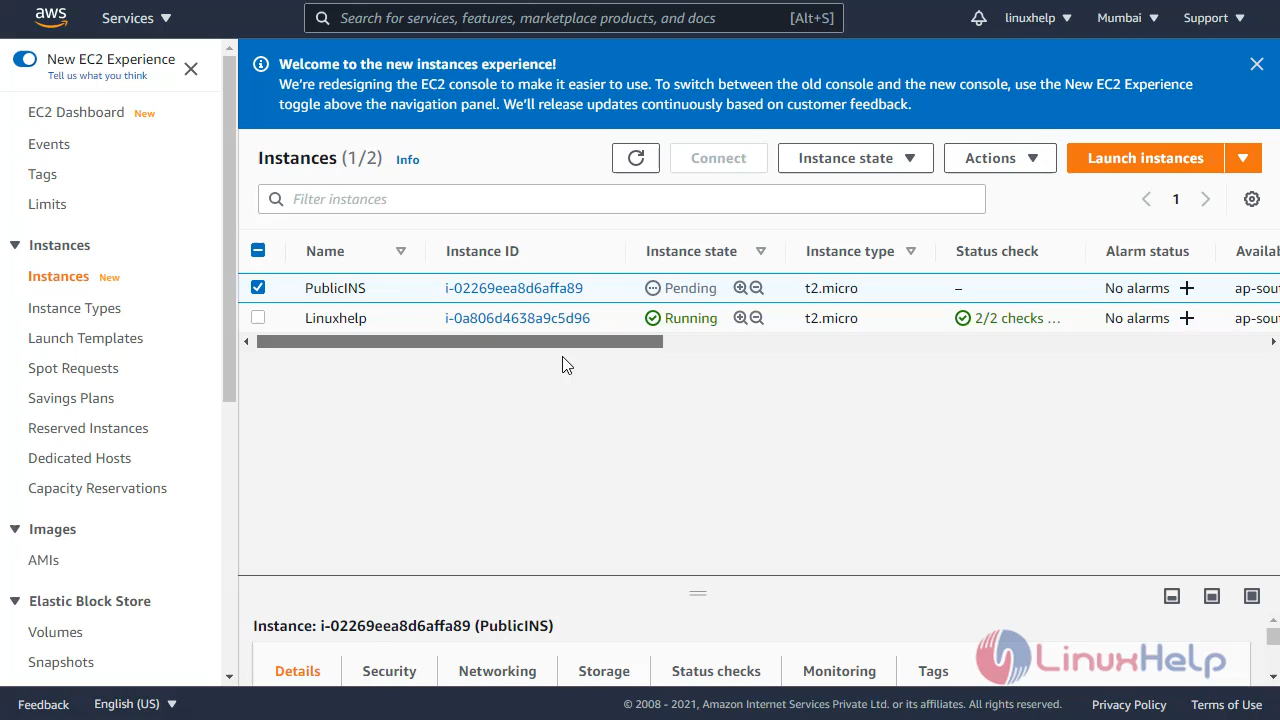 aws
Services
Search for services, features, marketplace products, and docs [Alt+S]
linuxhelp
Mumbai
Support
New EC2 Experience
Tell us what you think
EC2 Dashboard New
Events
Tags
Limits
Instances
Instances New
Instance Types
Launch Templates
Spot Requests
Savings Plans
Reserved Instances
Dedicated Hosts
Capacity Reservations
Images
AMIs
Elastic Block Store
Volumes
Snapshots
Welcome to the new instances experience!
We're redesigning the EC2 console to make it easier to use. To switch between the old console and the new console, use the New EC2 Experience
toggle above the navigation panel. We'll release updates continuously based on customer feedback.
Instances (1/2) Info
Connect
Instance state
Actions
Launch instances
Filter instances
1
Name Instance ID Instance state Instance type Status check Alarm status Availal
PublicINS i-02269eea8d6affa89 Pending t2.micro – No alarms + ap-sou
Linuxhelp i-0a806d4638a9c5d96 Running t2.micro 2/2 checks ... No alarms + ap-sou
Instance: i-02269eea8d6affa89 (PublicINS)
Details Security Networking Storage Status checks Monitoring Tags
LinuxHelp
Feedback English (US) © 2008 - 2021, Amazon Internet Services Private Ltd. or its affiliates. All rights reserved. Privacy Policy Terms of Use